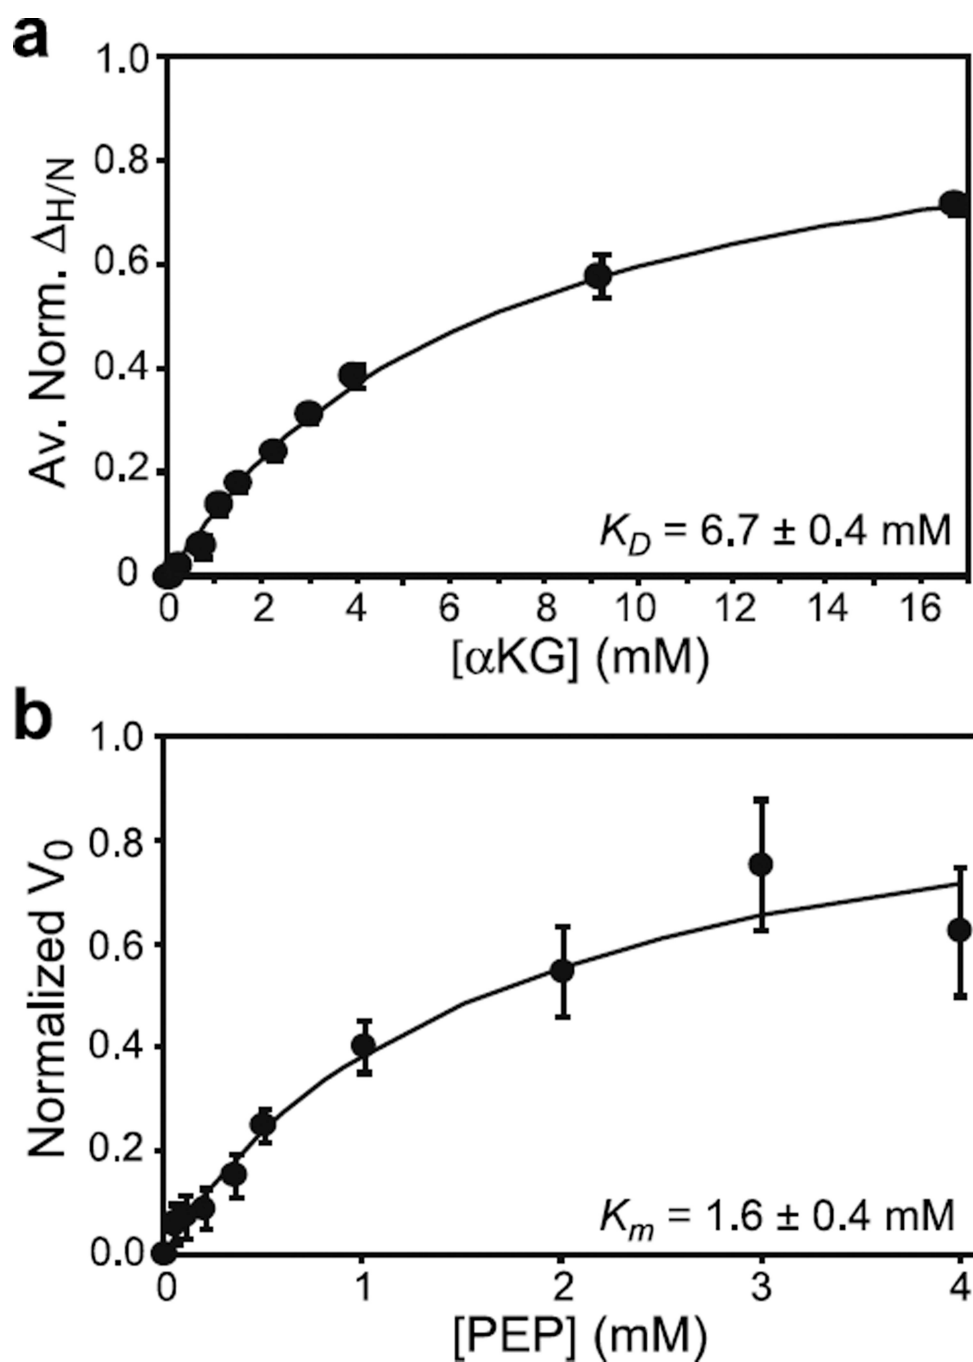 a
Av. Norm. ΔH/N
1.0
0.8
0.6
0.4
0.2
0
K_D = 6.7 ± 0.4 mM
0 2 4 6 8 10 12 14 16
[αKG] (mM)
b
Normalized V0
1.0
0.8
0.6
0.4
0.2
0.0
K_m = 1.6 ± 0.4 mM
0 1 2 3 4
[PEP] (mM)